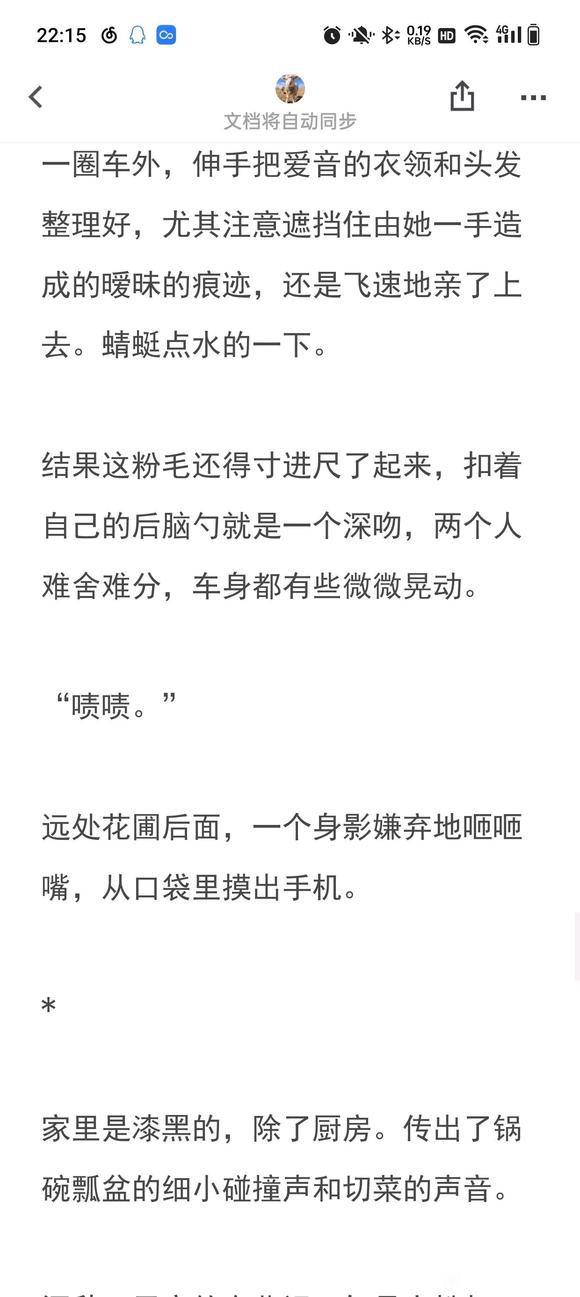 22:15
0.19
KB/S
HD
4G
文档将自动同步
一圈车外，伸手把爱音的衣领和头发
整理好，尤其注意遮挡住由她一手造
成的暧昧的痕迹，还是飞速地亲了上
去。蜻蜓点水的一下。
结果这粉毛还得寸进尺了起来，扣着
自己的后脑勺就是一个深吻，两个人
难舍难分，车身都有些微微晃动。
“啧啧。”
远处花圃后面，一个身影嫌弃地咂咂
嘴，从口袋里摸出手机。
*
家里是漆黑的，除了厨房。传出了锅
碗瓢盆的细小碰撞声和切菜的声音。